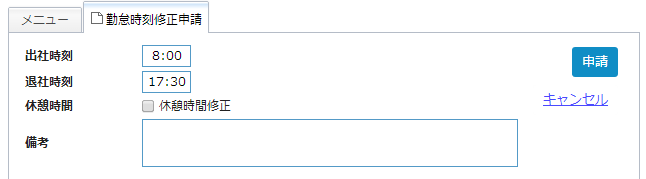 メニュー 勤怠時刻修正申請
出社時刻 8:00 申請
退社時刻 17:30
休憩時間 休憩時間修正 キャンセル
備考